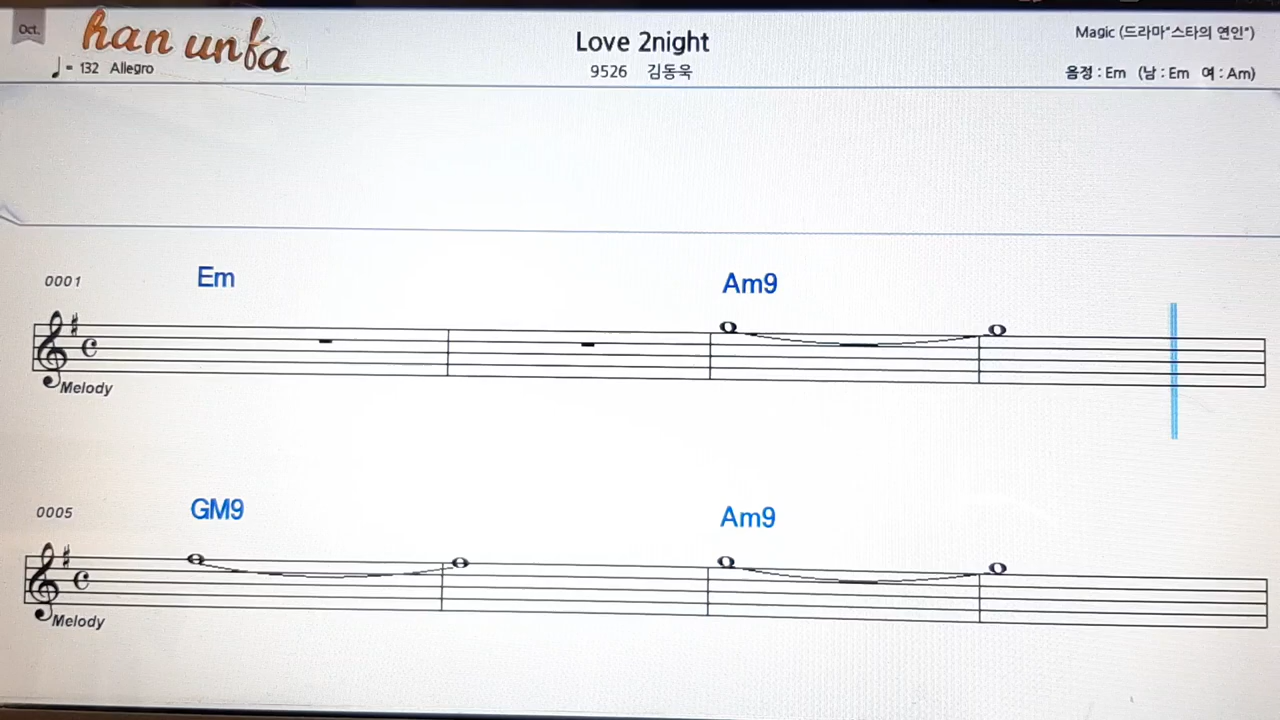 Oct.
han unfa
♩= 132 Allegro
Love 2night
9526 김동욱
Magic (드라마"스타의 연인")
음정 : Em (남 : Em 여 : Am)
0001
Em
Am9
Melody
0005
GM9
Am9
Melody